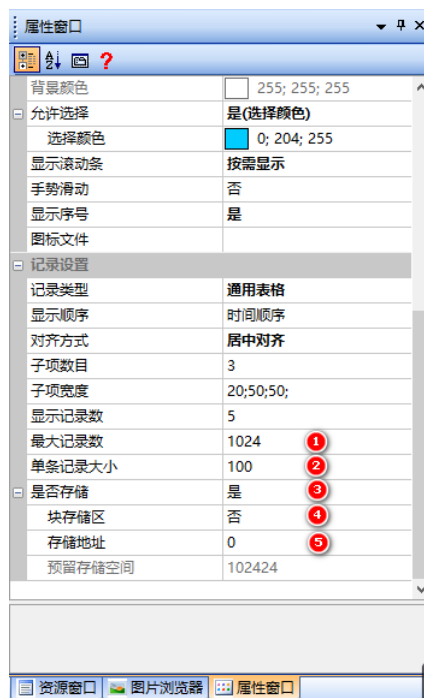 属性窗口
?
背景颜色 255; 255; 255
允许选择 是(选择颜色)
选择颜色 0; 204; 255
显示滚动条 按需显示
手势滑动 否
显示序号 是
图标文件
记录设置
记录类型 通用表格
显示顺序 时间顺序
对齐方式 居中对齐
子项数目 3
子项宽度 20;50;50;
显示记录数 5
最大记录数 1024 1
单条记录大小 100 2
是否存储 是 3
块存储区 否 4
存储地址 0 5
预留存储空间 102424
资源窗口 图片浏览器 属性窗口